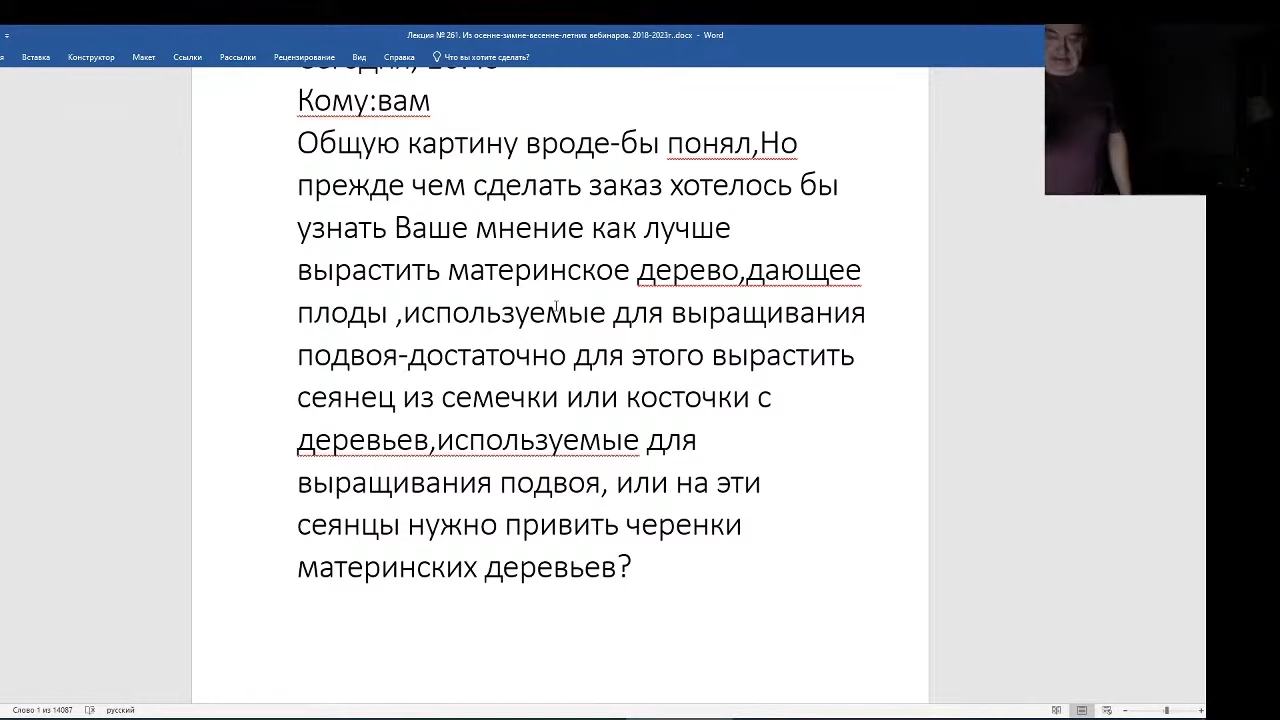 Лекция № 261. Из осенне-зимне-весенне-летних вебинаров. 2018-2023г..docx - Word
Вставка Конструктор Макет Ссылки Рассылки Рецензирование Вид Справка Что вы хотите сделать?
Кому:вам
Общую картину вроде-бы понял,Но
прежде чем сделать заказ хотелось бы
узнать Ваше мнение как лучше
вырастить материнское дерево,дающее
плоды ,используемые для выращивания
подвоя-достаточно для этого вырастить
сеянец из семечки или косточки с
деревьев,используемые для
выращивания подвоя, или на эти
сеянцы нужно привить черенки
материнских деревьев?
Слово 1 из 14087 русский